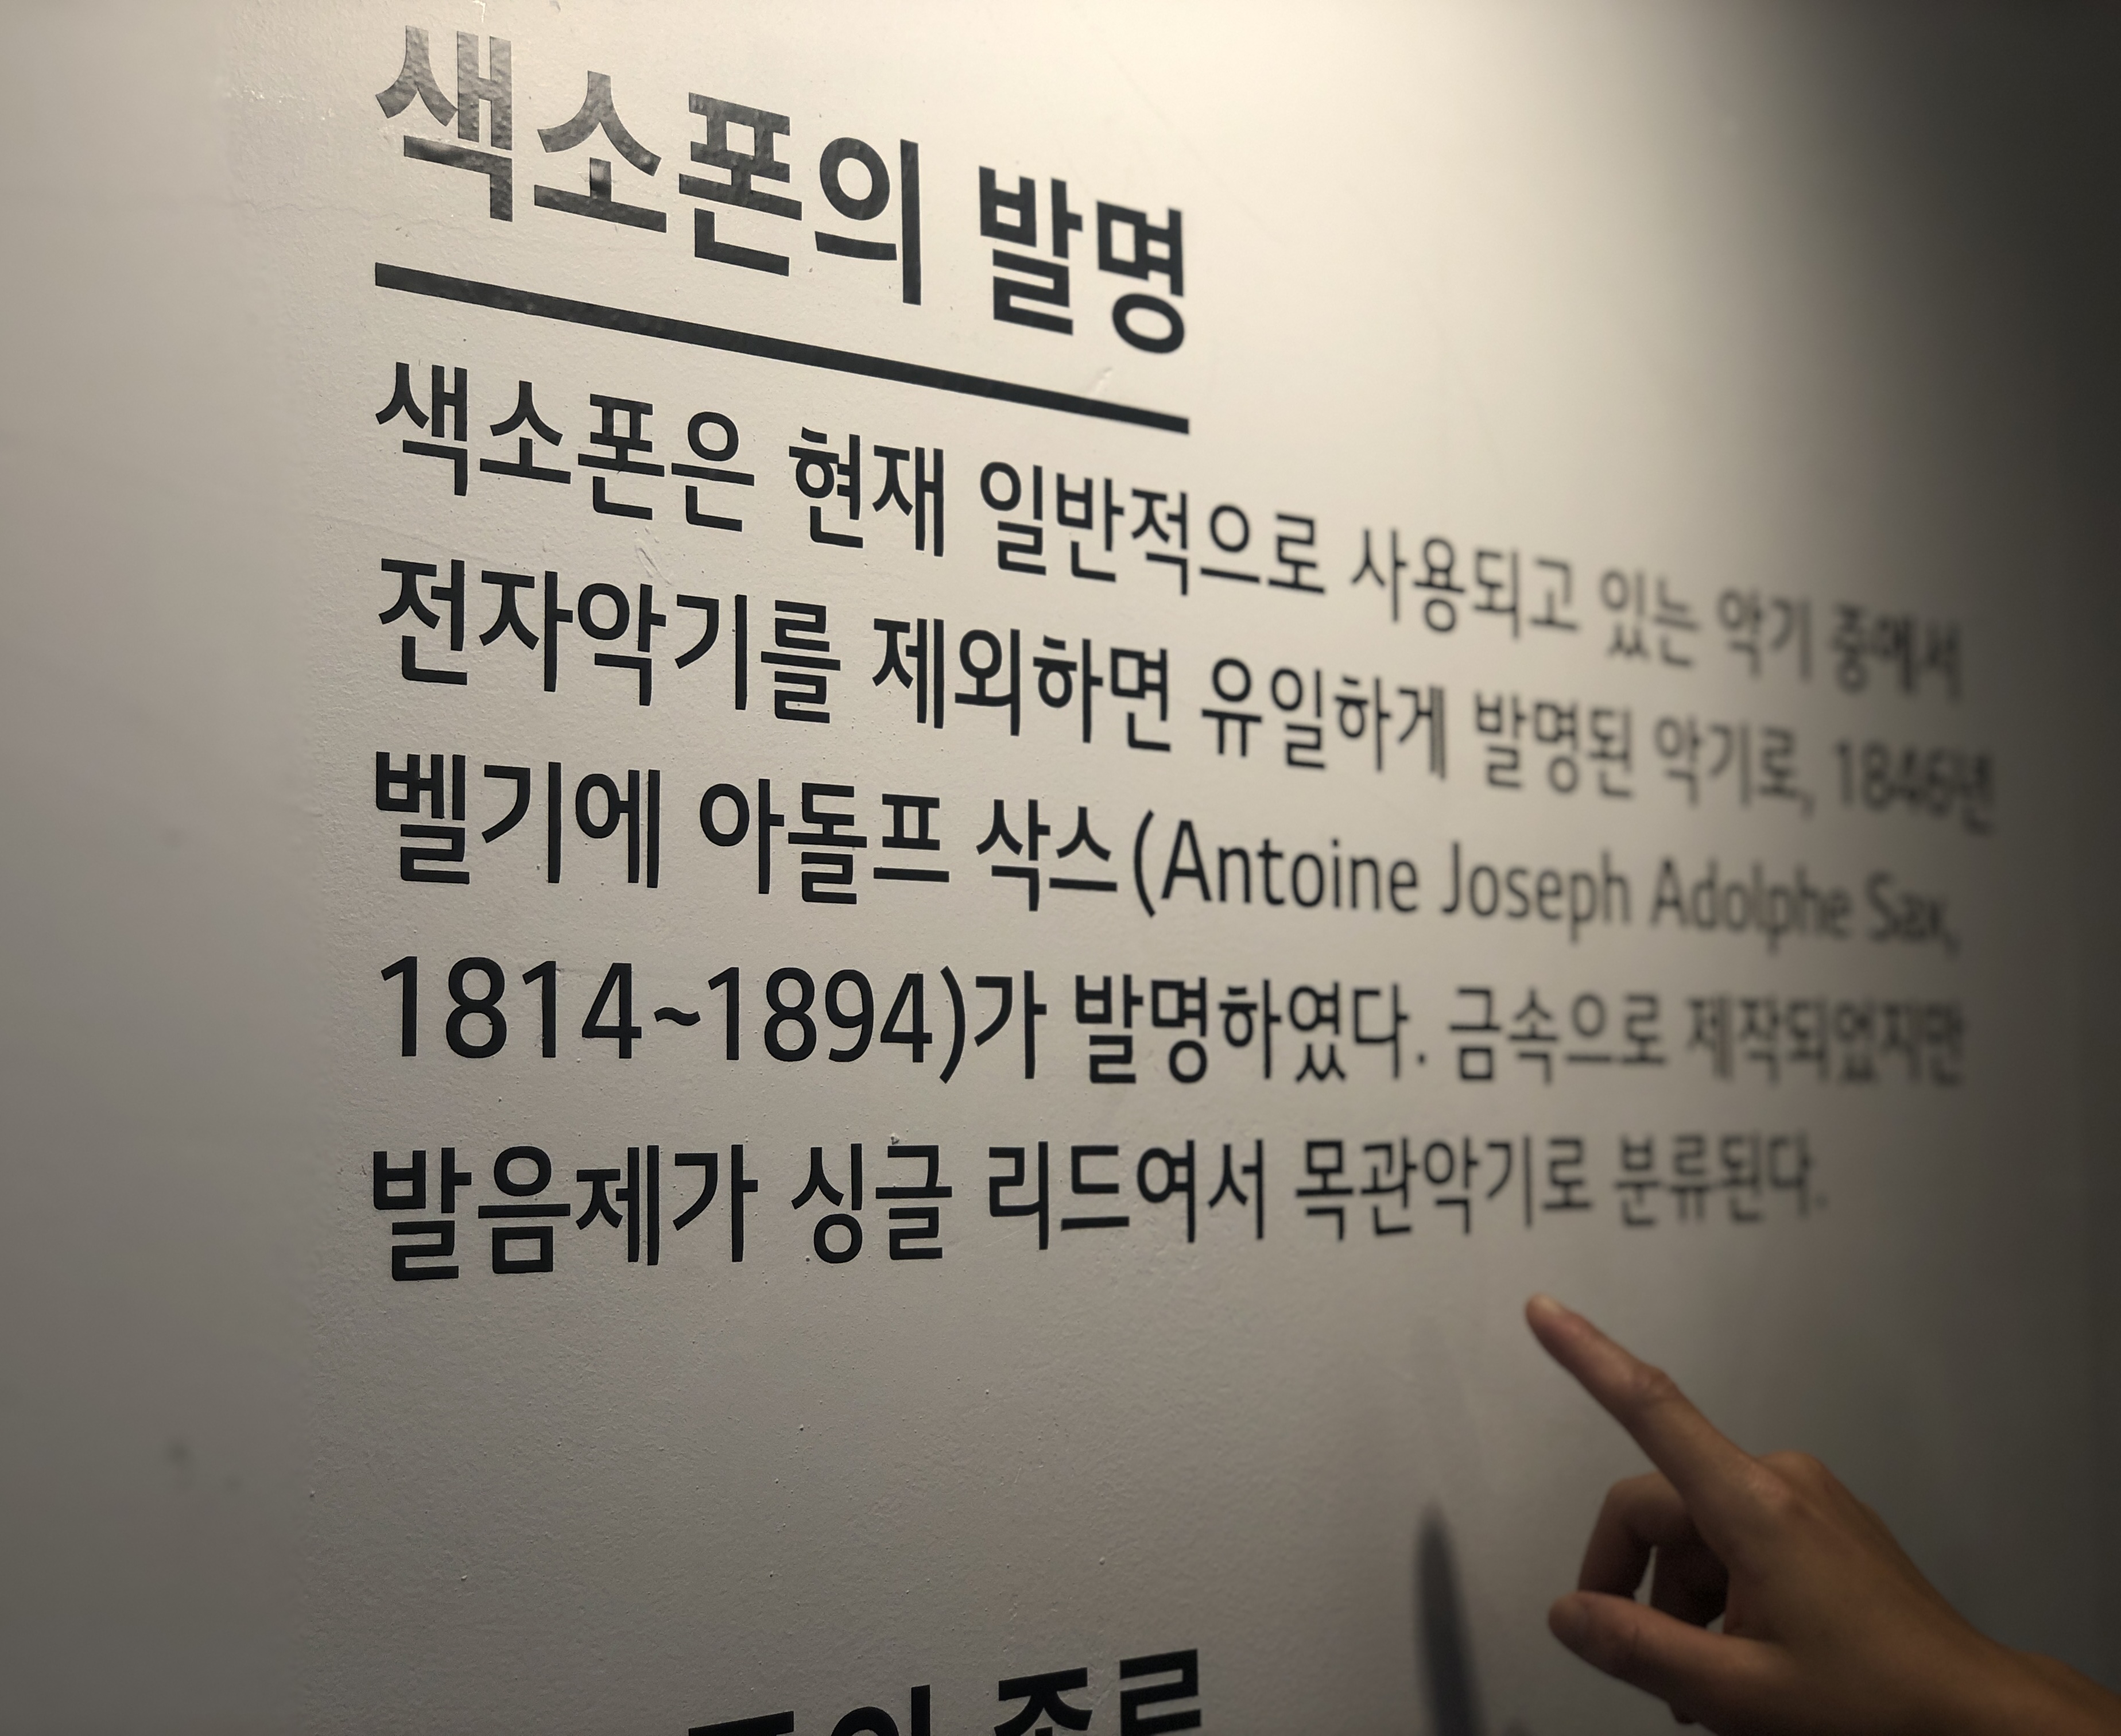 색소폰의 발명
색소폰은 현재 일반적으로 사용되고 있는 악기 중에서
전자악기를 제외하면 유일하게 발명된 악기로, 1846년
벨기에 아돌프 삭스(Antoine Joseph Adolphe Sax,
1814~1894)가 발명하였다. 금속으로 제작되었지만
발음제가 싱글 리드여서 목관악기로 분류된다.